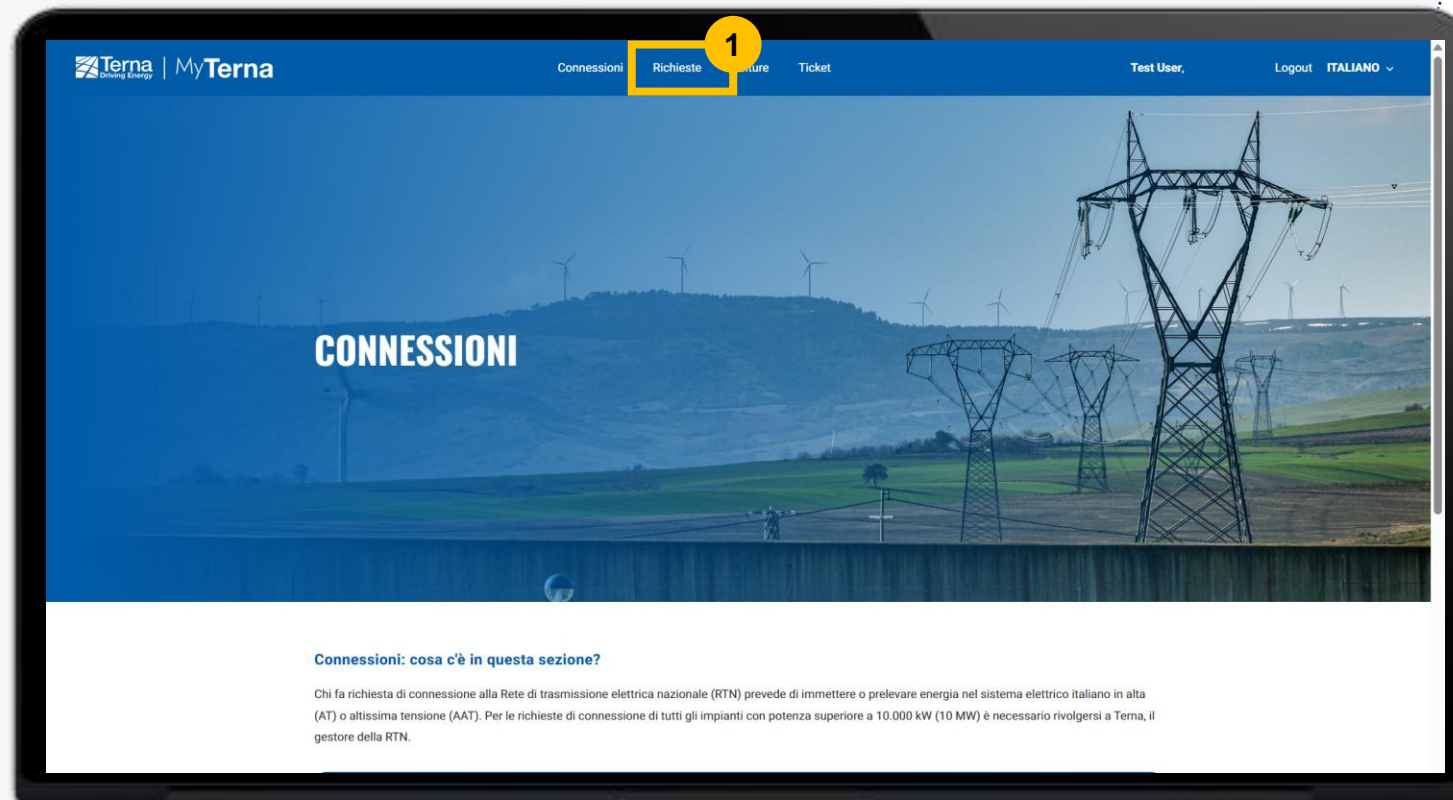 1
Terna Driving Energy | MyTerna
Connessioni Richieste Ticket Test User, Logout ITALIANO
CONNESSIONI
Connessioni: cosa c'è in questa sezione?
Chi fa richiesta di connessione alla Rete di trasmissione elettrica nazionale (RTN) prevede di immettere o prelevare energia nel sistema elettrico italiano in alta
(AT) o altissima tensione (AAT). Per le richieste di connessione di tutti gli impianti con potenza superiore a 10.000 kW (10 MW) è necessario rivolgersi a Terna, il
gestore della RTN.